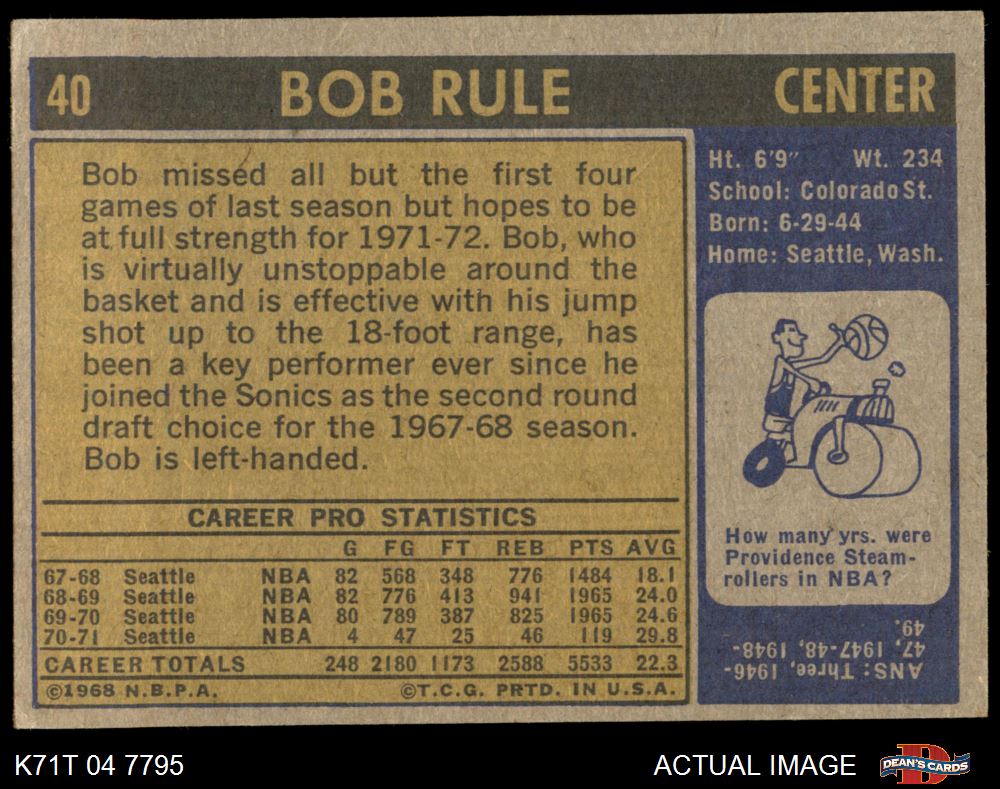 40 BOB RULE CENTER
Bob missed all but the first four
games of last season but hopes to be
at full strength for 1971-72. Bob, who
is virtually unstoppable around the
basket and is effective with his jump
shot up to the 18-foot range, has
been a key performer ever since he
joined the Sonics as the second round
draft choice for the 1967-68 season.
Bob is left-handed.
CAREER PRO STATISTICS
G FG FT REB PTS AVG
67-68 Seattle NBA 82 568 348 776 1484 18.1
68-69 Seattle NBA 82 776 413 941 1965 24.0
69-70 Seattle NBA 80 789 387 825 1965 24.6
70-71 Seattle NBA 4 47 25 46 119 29.8
CAREER TOTALS 248 2180 1173 2588 5533 22.3
©1968 N.B.P.A. ©T.C.G. PRTD. IN U.S.A.
Ht. 6'9" Wt. 234
School: Colorado St.
Born: 6-29-44
Home: Seattle, Wash.
How many yrs. were
Providence Steam-
rollers in NBA?
ANS: Three, 1946-
47, 1947-48, 1948-
49.
K71T 04 7795 ACTUAL IMAGE DEAN'S CARDS